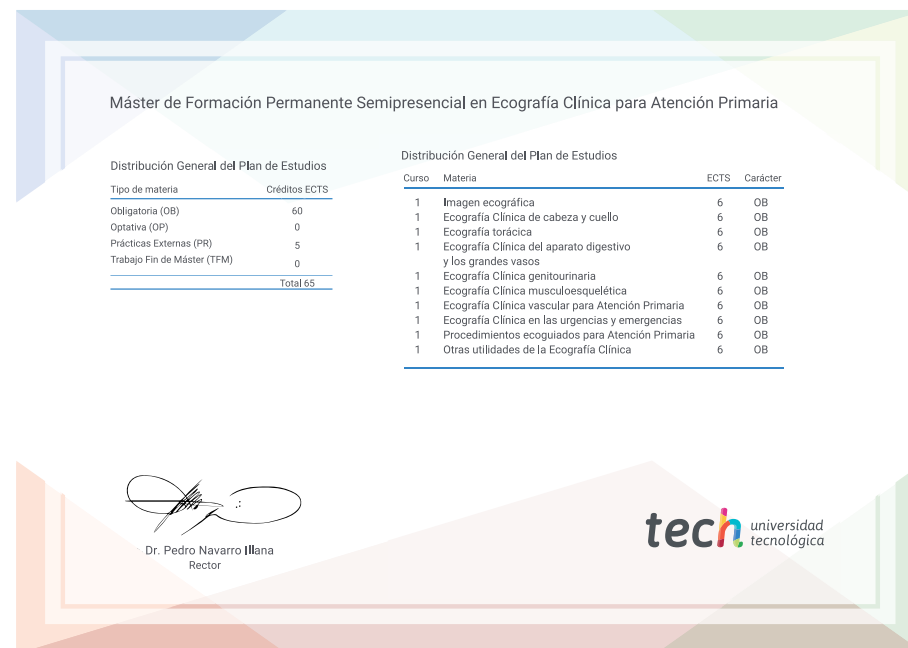 Máster de Formación Permanente Semipresencial en Ecografía Clínica para Atención Primaria
Distribución General del Plan de Estudios
Tipo de materia Créditos ECTS
Obligatoria (OB) 60
Optativa (OP) 0
Prácticas Externas (PR) 5
Trabajo Fin de Máster (TFM) 0
Total 65
Distribución General del Plan de Estudios
Curso Materia ECTS Carácter
1 Imagen ecográfica 6 OB
1 Ecografía Clínica de cabeza y cuello 6 OB
1 Ecografía torácica 6 OB
1 Ecografía Clínica del aparato digestivo 6 OB
y los grandes vasos
1 Ecografía Clínica genitourinaria 6 OB
1 Ecografía Clínica musculoesquelética 6 OB
1 Ecografía Clínica vascular para Atención Primaria 6 OB
1 Ecografía Clínica en las urgencias y emergencias 6 OB
1 Procedimientos ecoguiados para Atención Primaria 6 OB
1 Otras utilidades de la Ecografía Clínica 6 OB
Dr. Pedro Navarro Illana
Rector
tech universidad
tecnológica